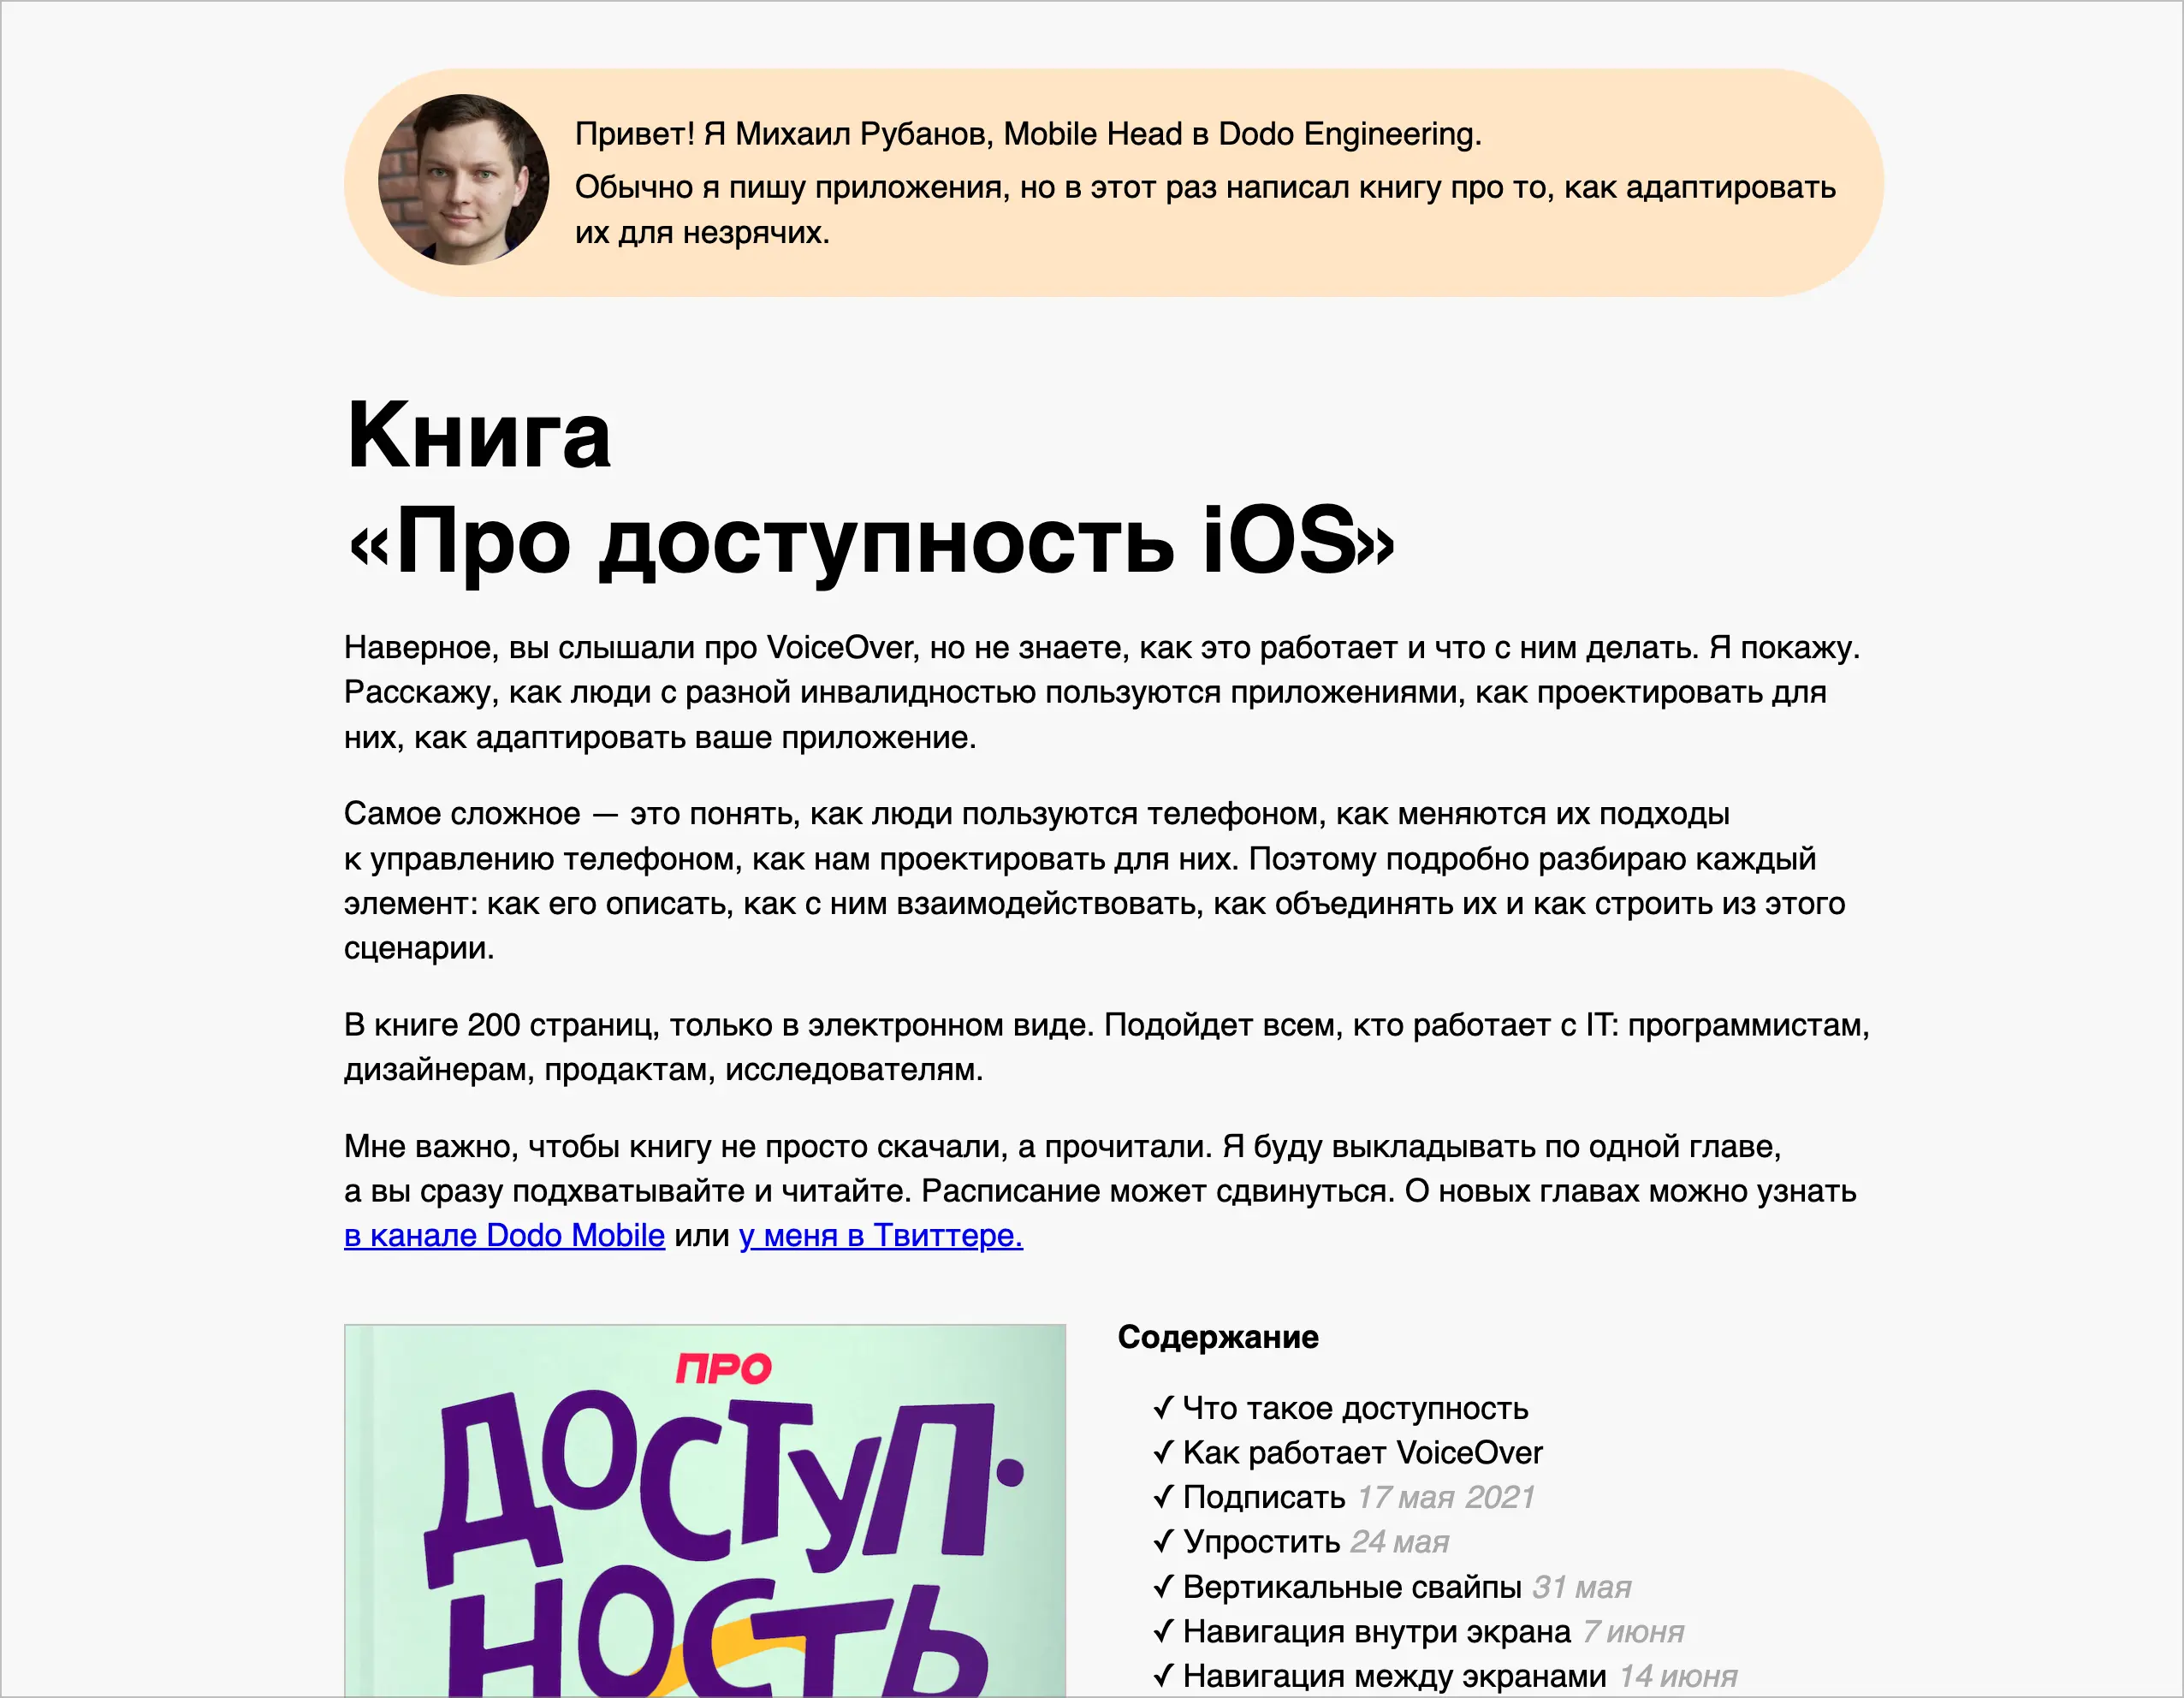 Привет! Я Михаил Рубанов, Mobile Head в Dodo Engineering.
Обычно я пишу приложения, но в этот раз написал книгу про то, как адаптировать
их для незрячих.
Книга
«Про доступность iOS»
Наверное, вы слышали про VoiceOver, но не знаете, как это работает и что с ним делать. Я покажу.
Расскажу, как люди с разной инвалидностью пользуются приложениями, как проектировать для
них, как адаптировать ваше приложение.
Самое сложное — это понять, как люди пользуются телефоном, как меняются их подходы
к управлению телефоном, как нам проектировать для них. Поэтому подробно разбираю каждый
элемент: как его описать, как с ним взаимодействовать, как объединять их и как строить из этого
сценарии.
В книге 200 страниц, только в электронном виде. Подойдет всем, кто работает с IT: программистам,
дизайнерам, продактам, исследователям.
Мне важно, чтобы книгу не просто скачали, а прочитали. Я буду выкладывать по одной главе,
а вы сразу подхватывайте и читайте. Расписание может сдвинуться. О новых главах можно узнать
в канале Dodo Mobile или у меня в Твиттере.
ПРО
ДОСТУП-
НОСТЬ
Содержание
✓ Что такое доступность
✓ Как работает VoiceOver
✓ Подписать 17 мая 2021
✓ Упростить 24 мая
✓ Вертикальные свайпы 31 мая
✓ Навигация внутри экрана 7 июня
✓ Навигация между экранами 14 июня